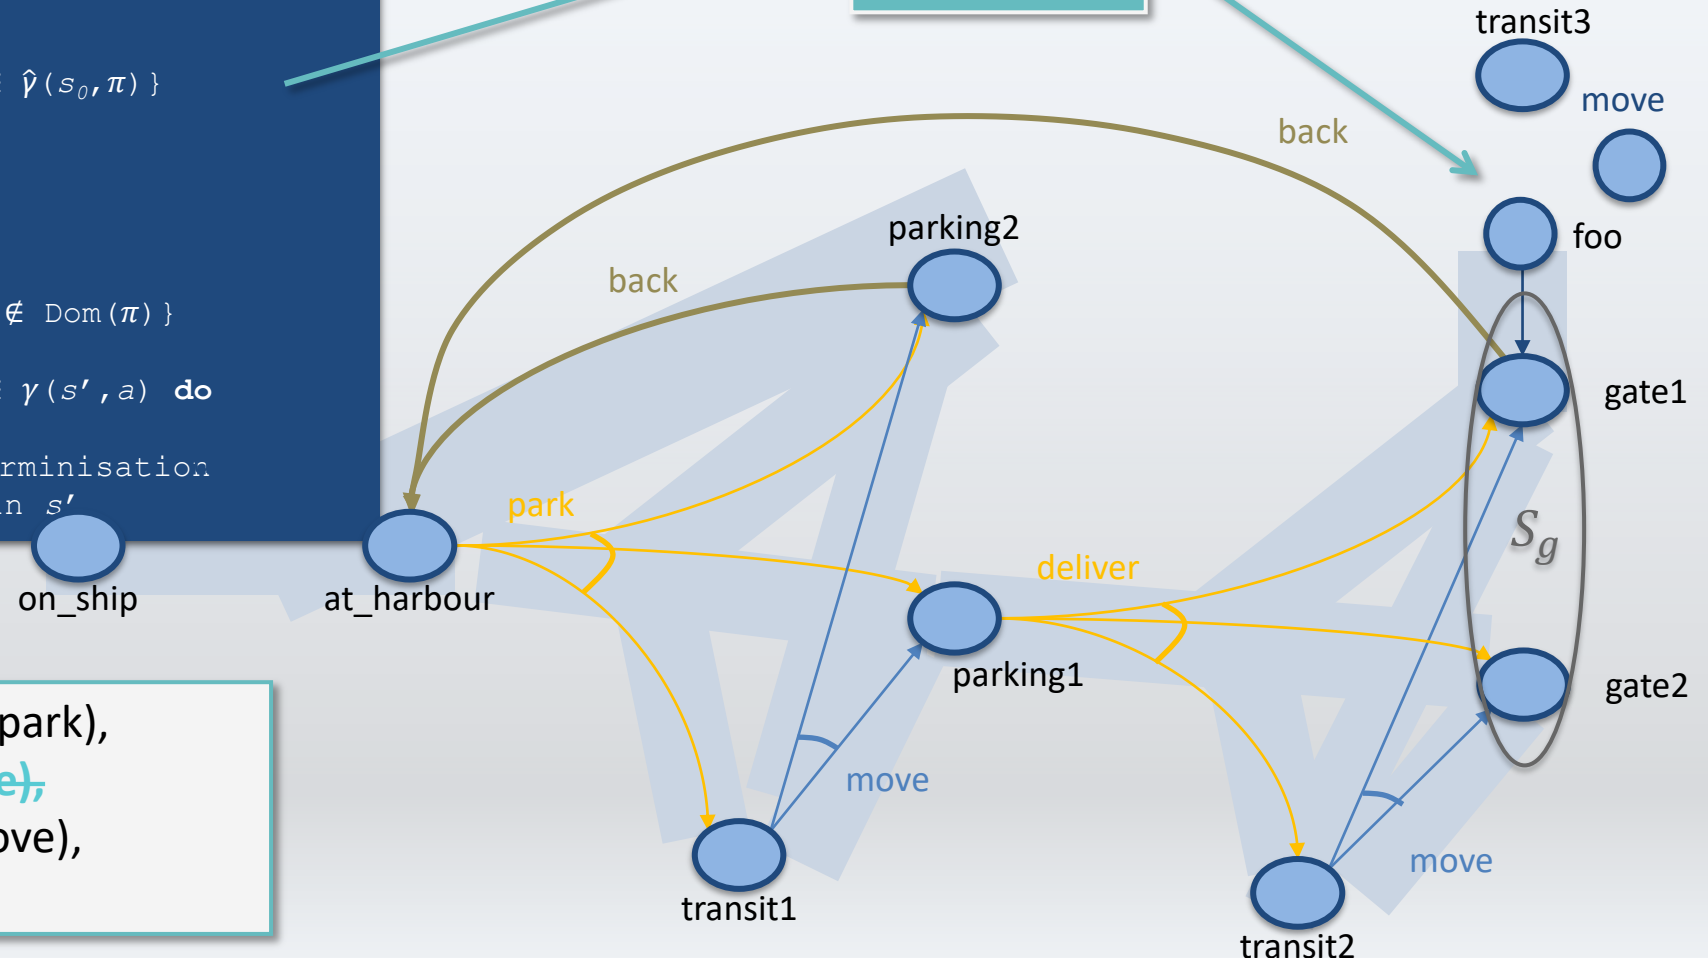 γ̂(s₀,π)}
∉ Dom(π)}
γ(s′,a) do
rminisation
n s′
transit3
move
back
foo
parking2
back
gate1
park
S_g
deliver
on_ship
at_harbour
parking1
gate2
park),
e),
ove),
move
move
transit1
transit2